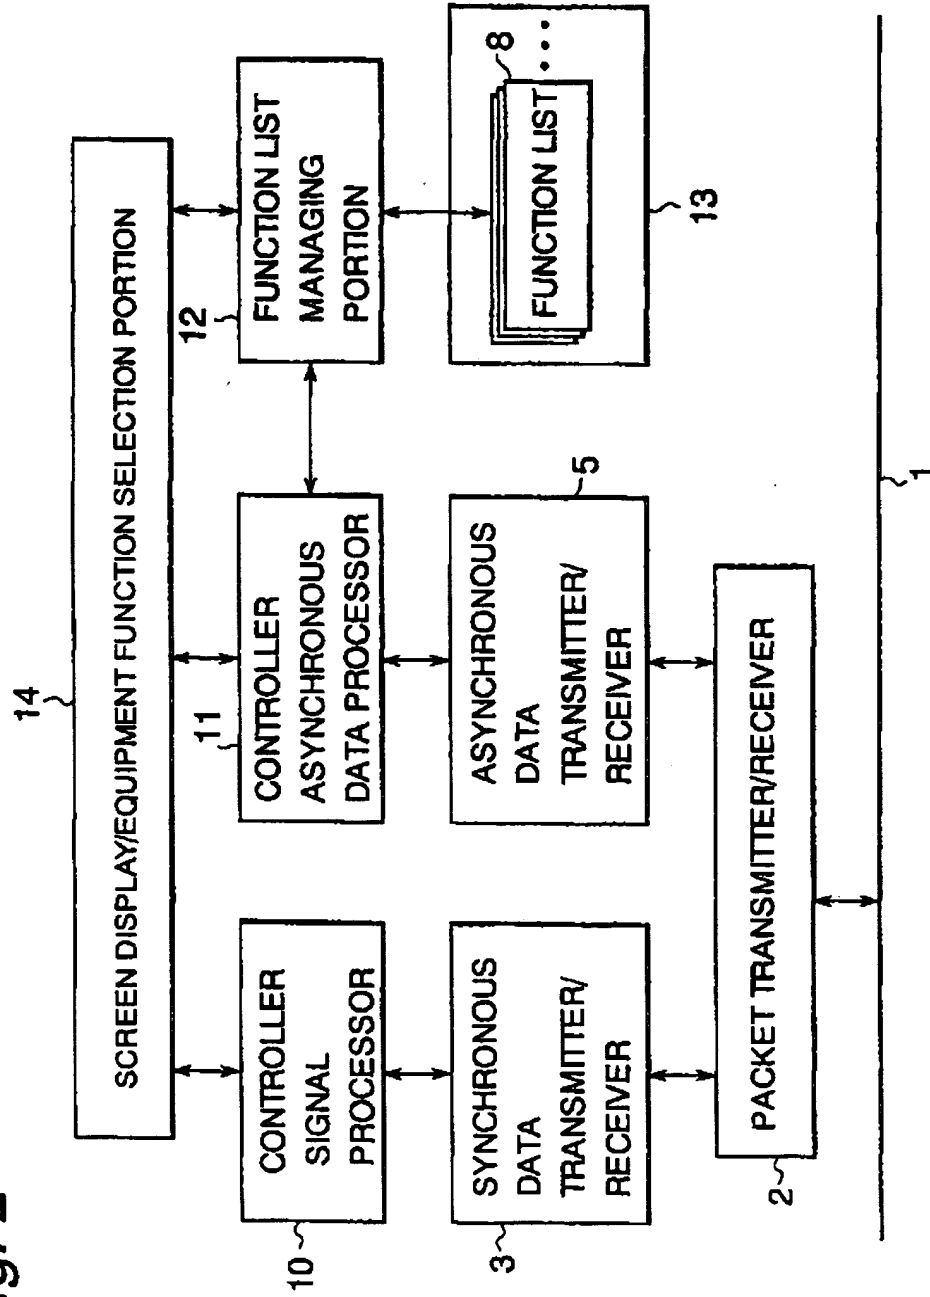 14
SCREEN DISPLAY/EQUIPMENT FUNCTION SELECTION PORTION
10
CONTROLLER
SIGNAL
PROCESSOR
11
CONTROLLER
ASYNCHRONOUS
DATA PROCESSOR
12
FUNCTION LIST
MANAGING
PORTION
3
SYNCHRONOUS
DATA
TRANSMITTER/
RECEIVER
5
ASYNCHRONOUS
DATA
TRANSMITTER/
RECEIVER
8
FUNCTION LIST
...
13
2
PACKET TRANSMITTER/RECEIVER
1